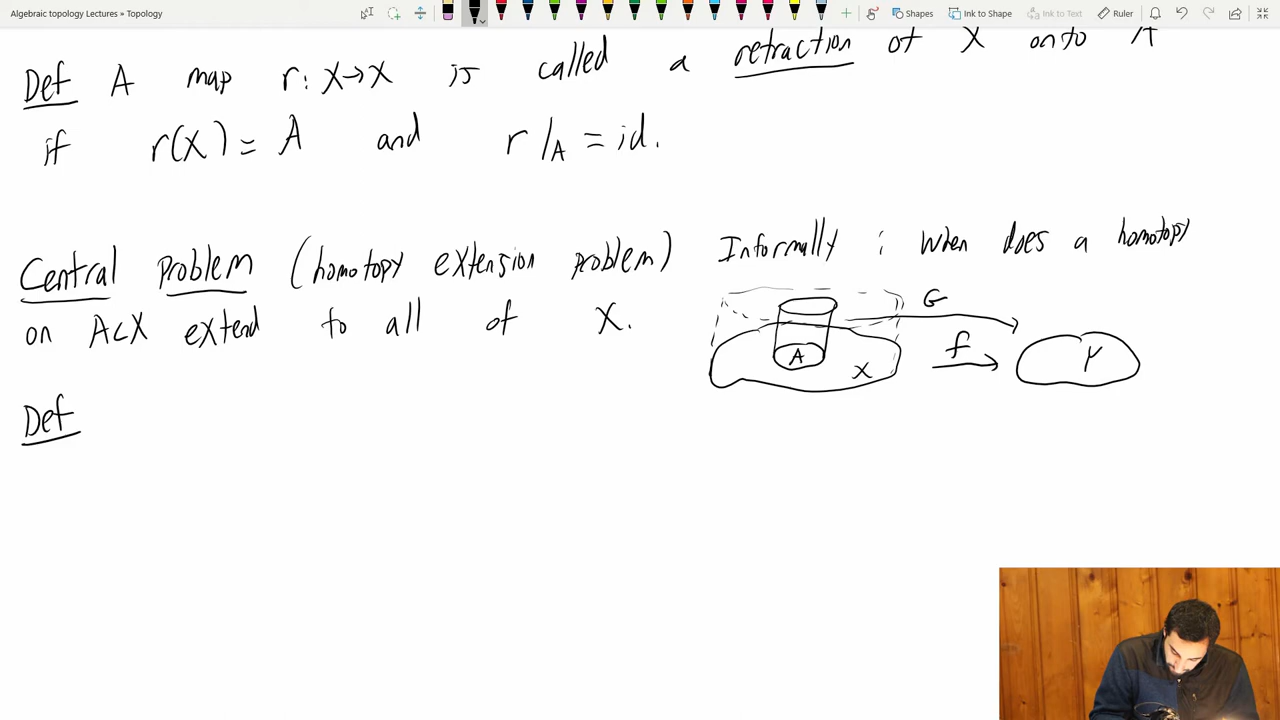 Algebraic topology Lectures » Topology
Shapes Ink to Shape Ink to Text Ruler
Def A map r: X→X is called a retraction of X onto A
if r(X) = A and r|A = id.
Central Problem (homotopy extension problem) Informally : When does a homotopy
on A⊂X extend to all of X.
G
f
A
X
Y
Def